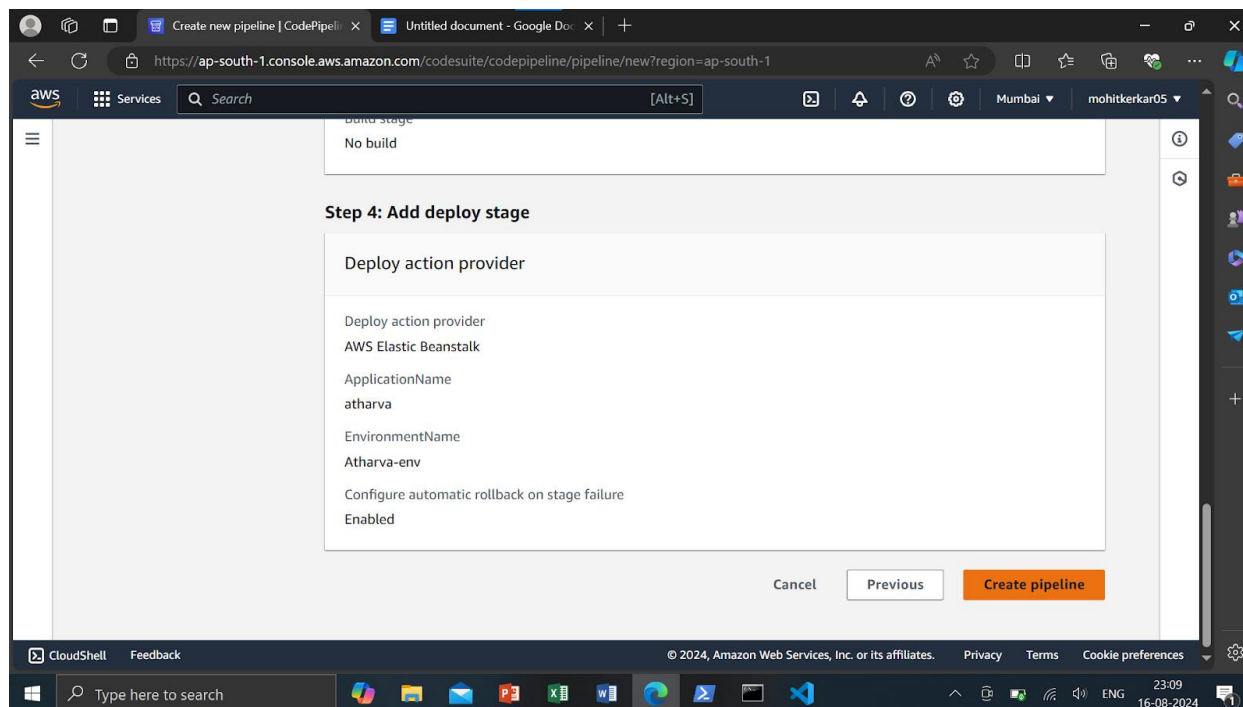 Create new pipeline | CodePipeli
Untitled document - Google Doc
https://ap-south-1.console.aws.amazon.com/codesuite/codepipeline/pipeline/new?region=ap-south-1
aws Services Search [Alt+S] Mumbai ▼ mohitkerkar05 ▼
Build stage
No build
Step 4: Add deploy stage
Deploy action provider
Deploy action provider
AWS Elastic Beanstalk
ApplicationName
atharva
EnvironmentName
Atharva-env
Configure automatic rollback on stage failure
Enabled
Cancel Previous Create pipeline
CloudShell Feedback © 2024, Amazon Web Services, Inc. or its affiliates. Privacy Terms Cookie preferences
Type here to search ENG 23:09
16-08-2024